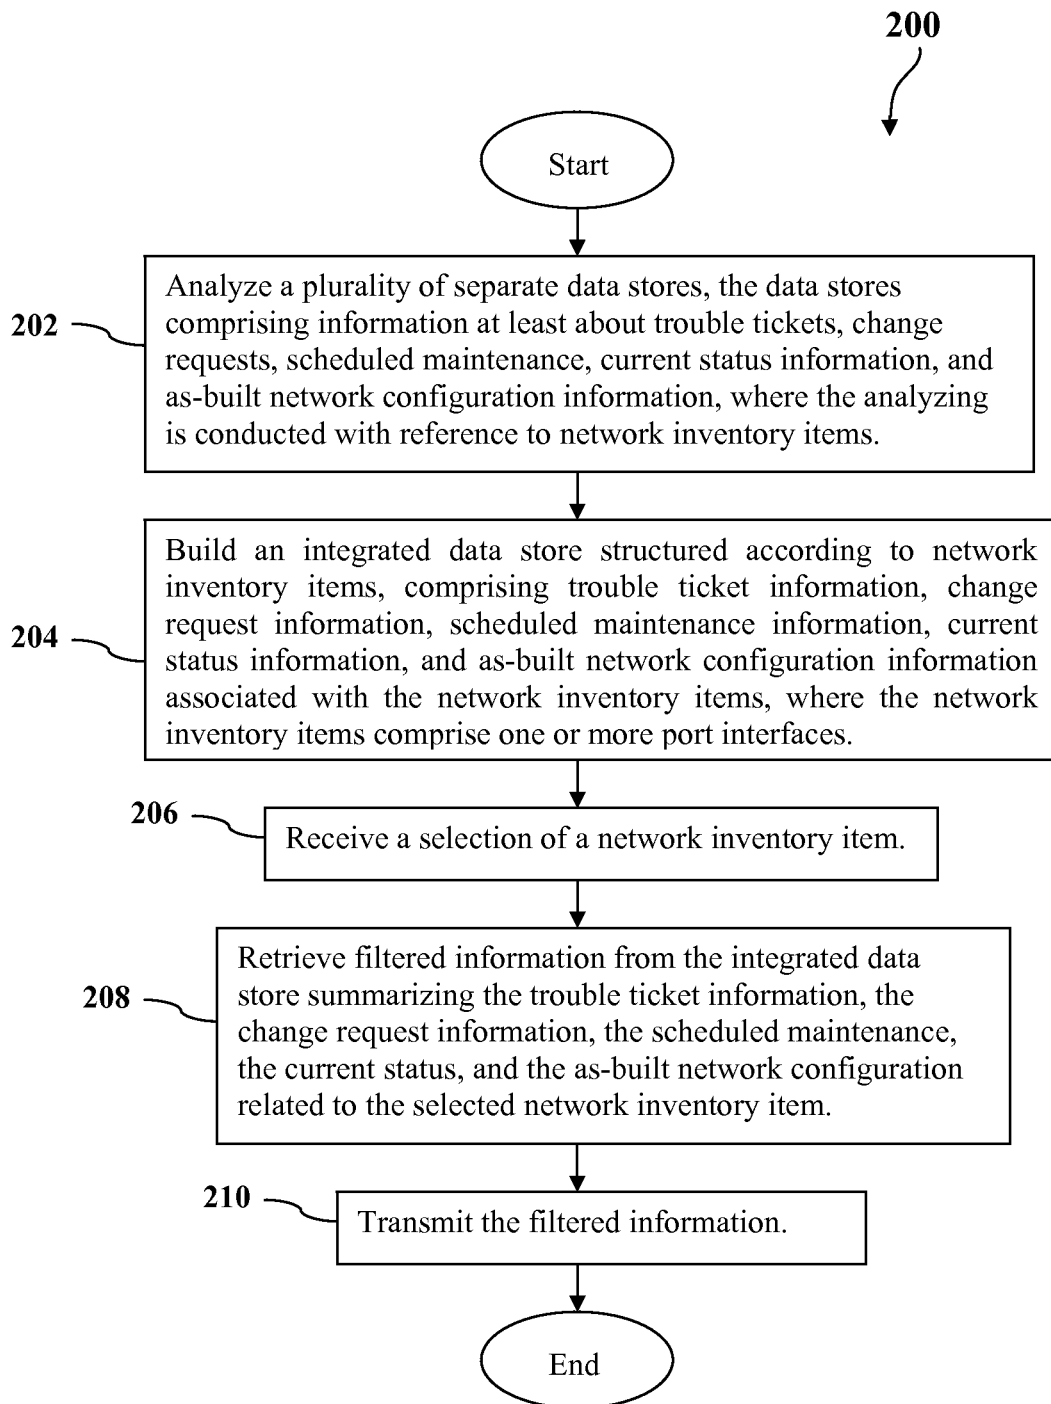 200
Start
202
Analyze a plurality of separate data stores, the data stores
comprising information at least about trouble tickets, change
requests, scheduled maintenance, current status information, and
as-built network configuration information, where the analyzing
is conducted with reference to network inventory items.
204
Build an integrated data store structured according to network
inventory items, comprising trouble ticket information, change
request information, scheduled maintenance information, current
status information, and as-built network configuration information
associated with the network inventory items, where the network
inventory items comprise one or more port interfaces.
206
Receive a selection of a network inventory item.
208
Retrieve filtered information from the integrated data
store summarizing the trouble ticket information, the
change request information, the scheduled maintenance,
the current status, and the as-built network configuration
related to the selected network inventory item.
210
Transmit the filtered information.
End